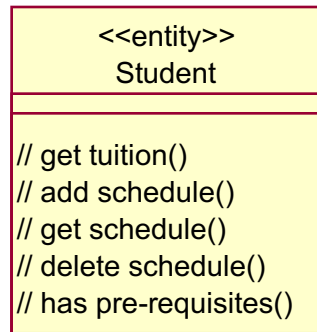 <<entity>>
Student
// get tuition()
// add schedule()
// get schedule()
// delete schedule()
// has pre-requisites()